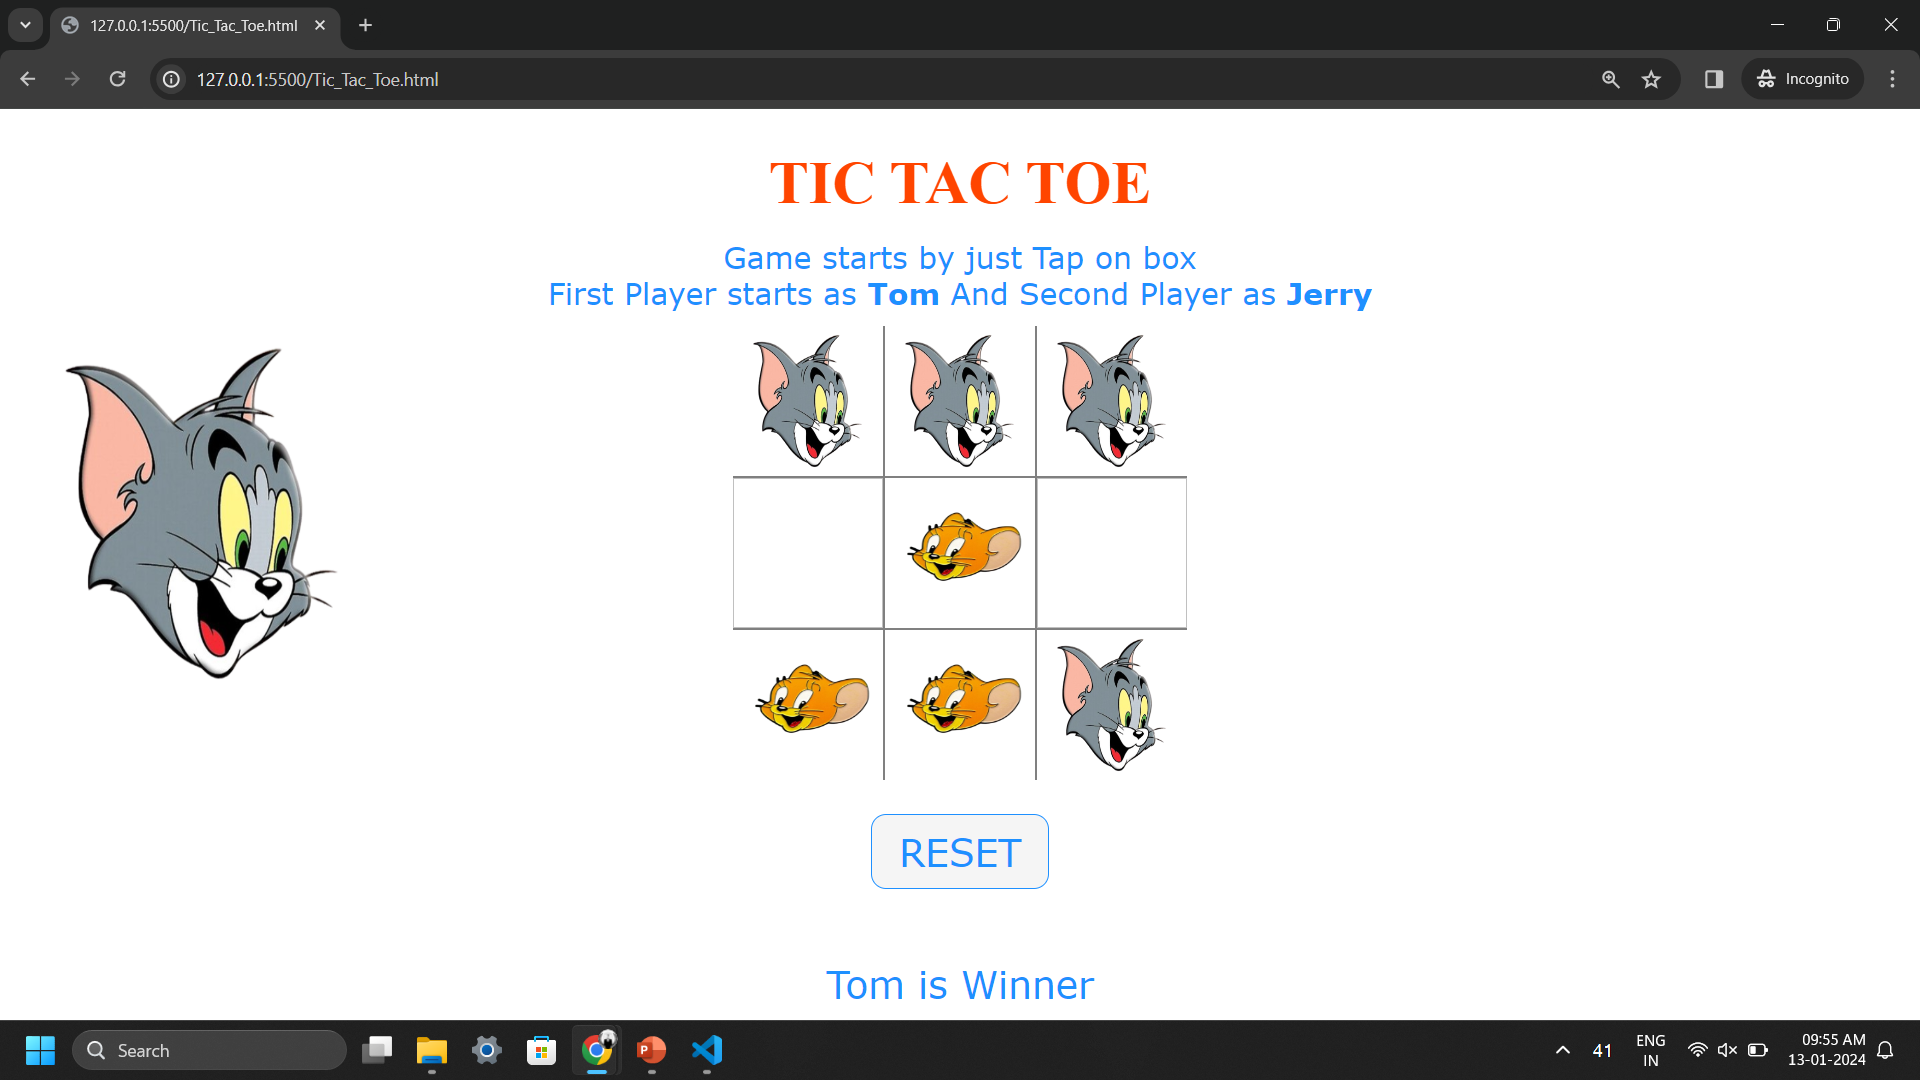 127.0.0.1:5500/Tic_Tac_Toe.html
127.0.0.1:5500/Tic_Tac_Toe.html
Incognito
TIC TAC TOE
Game starts by just Tap on box
First Player starts as Tom And Second Player as Jerry
RESET
Tom is Winner
Search
P
41
ENG
IN
09:55 AM
13-01-2024